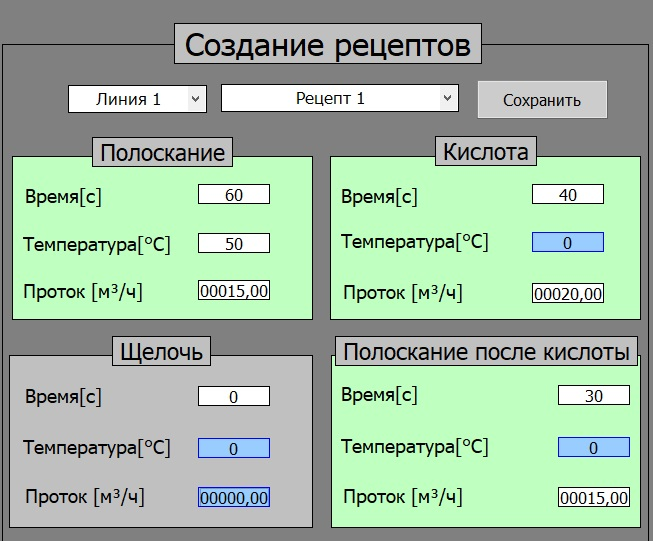 Создание рецептов
Линия 1 Рецепт 1 Сохранить
Полоскание
Время[с] 60
Температура[°C] 50
Проток [м³/ч] 00015,00
Кислота
Время[с] 40
Температура[°C] 0
Проток [м³/ч] 00020,00
Щелочь
Время[с] 0
Температура[°C] 0
Проток [м³/ч] 00000,00
Полоскание после кислоты
Время[с] 30
Температура[°C] 0
Проток [м³/ч] 00015,00